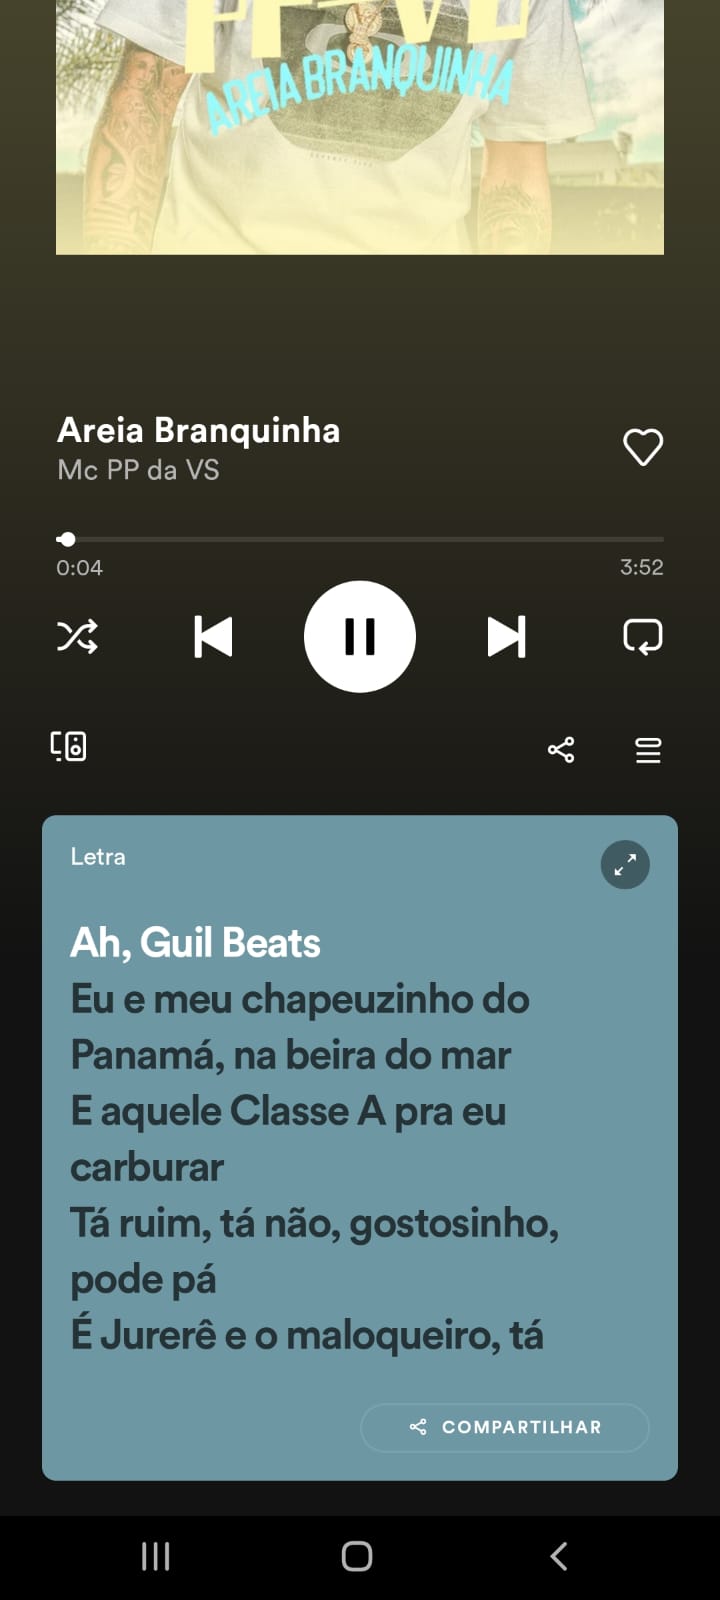 AREIA BRANQUINHA
Areia Branquinha
Mc PP da VS
0:04
3:52
Letra
Ah, Guil Beats
Eu e meu chapeuzinho do
Panamá, na beira do mar
E aquele Classe A pra eu
carburar
Tá ruim, tá não, gostosinho,
pode pá
É Jurerê e o maloqueiro, tá
COMPARTILHAR